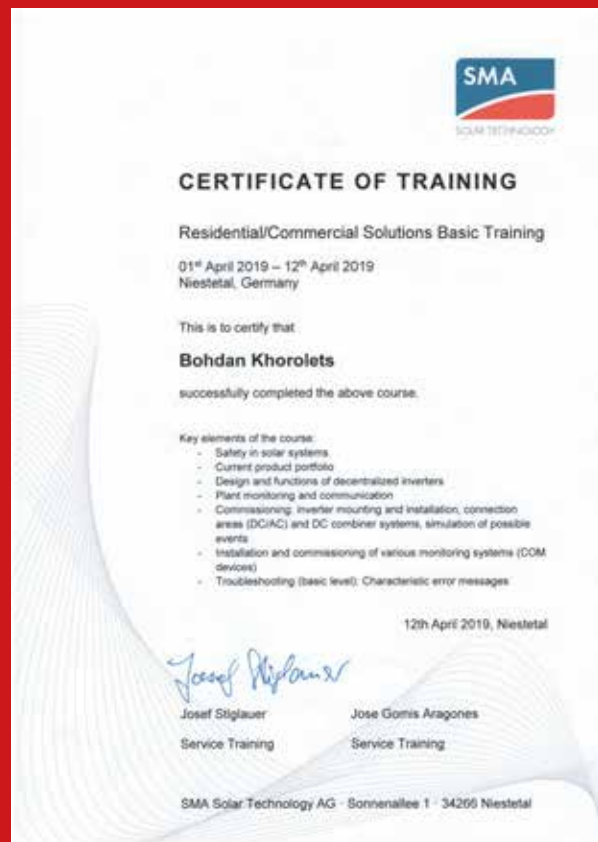 SMA
SOLAR TECHNOLOGY
CERTIFICATE OF TRAINING
Residential/Commercial Solutions Basic Training
01st April 2019 – 12th April 2019
Niestetal, Germany
This is to certify that
Bohdan Khorolets
successfully completed the above course.
Key elements of the course:
- Safety in solar systems
- Current product portfolio
- Design and functions of decentralized inverters
- Plant monitoring and communication
- Commissioning: inverter mounting and installation, connection
areas (DC/AC) and DC combiner systems, simulation of possible
events
- Installation and commissioning of various monitoring systems (COM
devices)
- Troubleshooting (basic level): Characteristic error messages
12th April 2019, Niestetal
Josef Stiglauer
Josef Stiglauer Jose Gomis Aragones
Service Training Service Training
SMA Solar Technology AG · Sonnenallee 1 · 34266 Niestetal